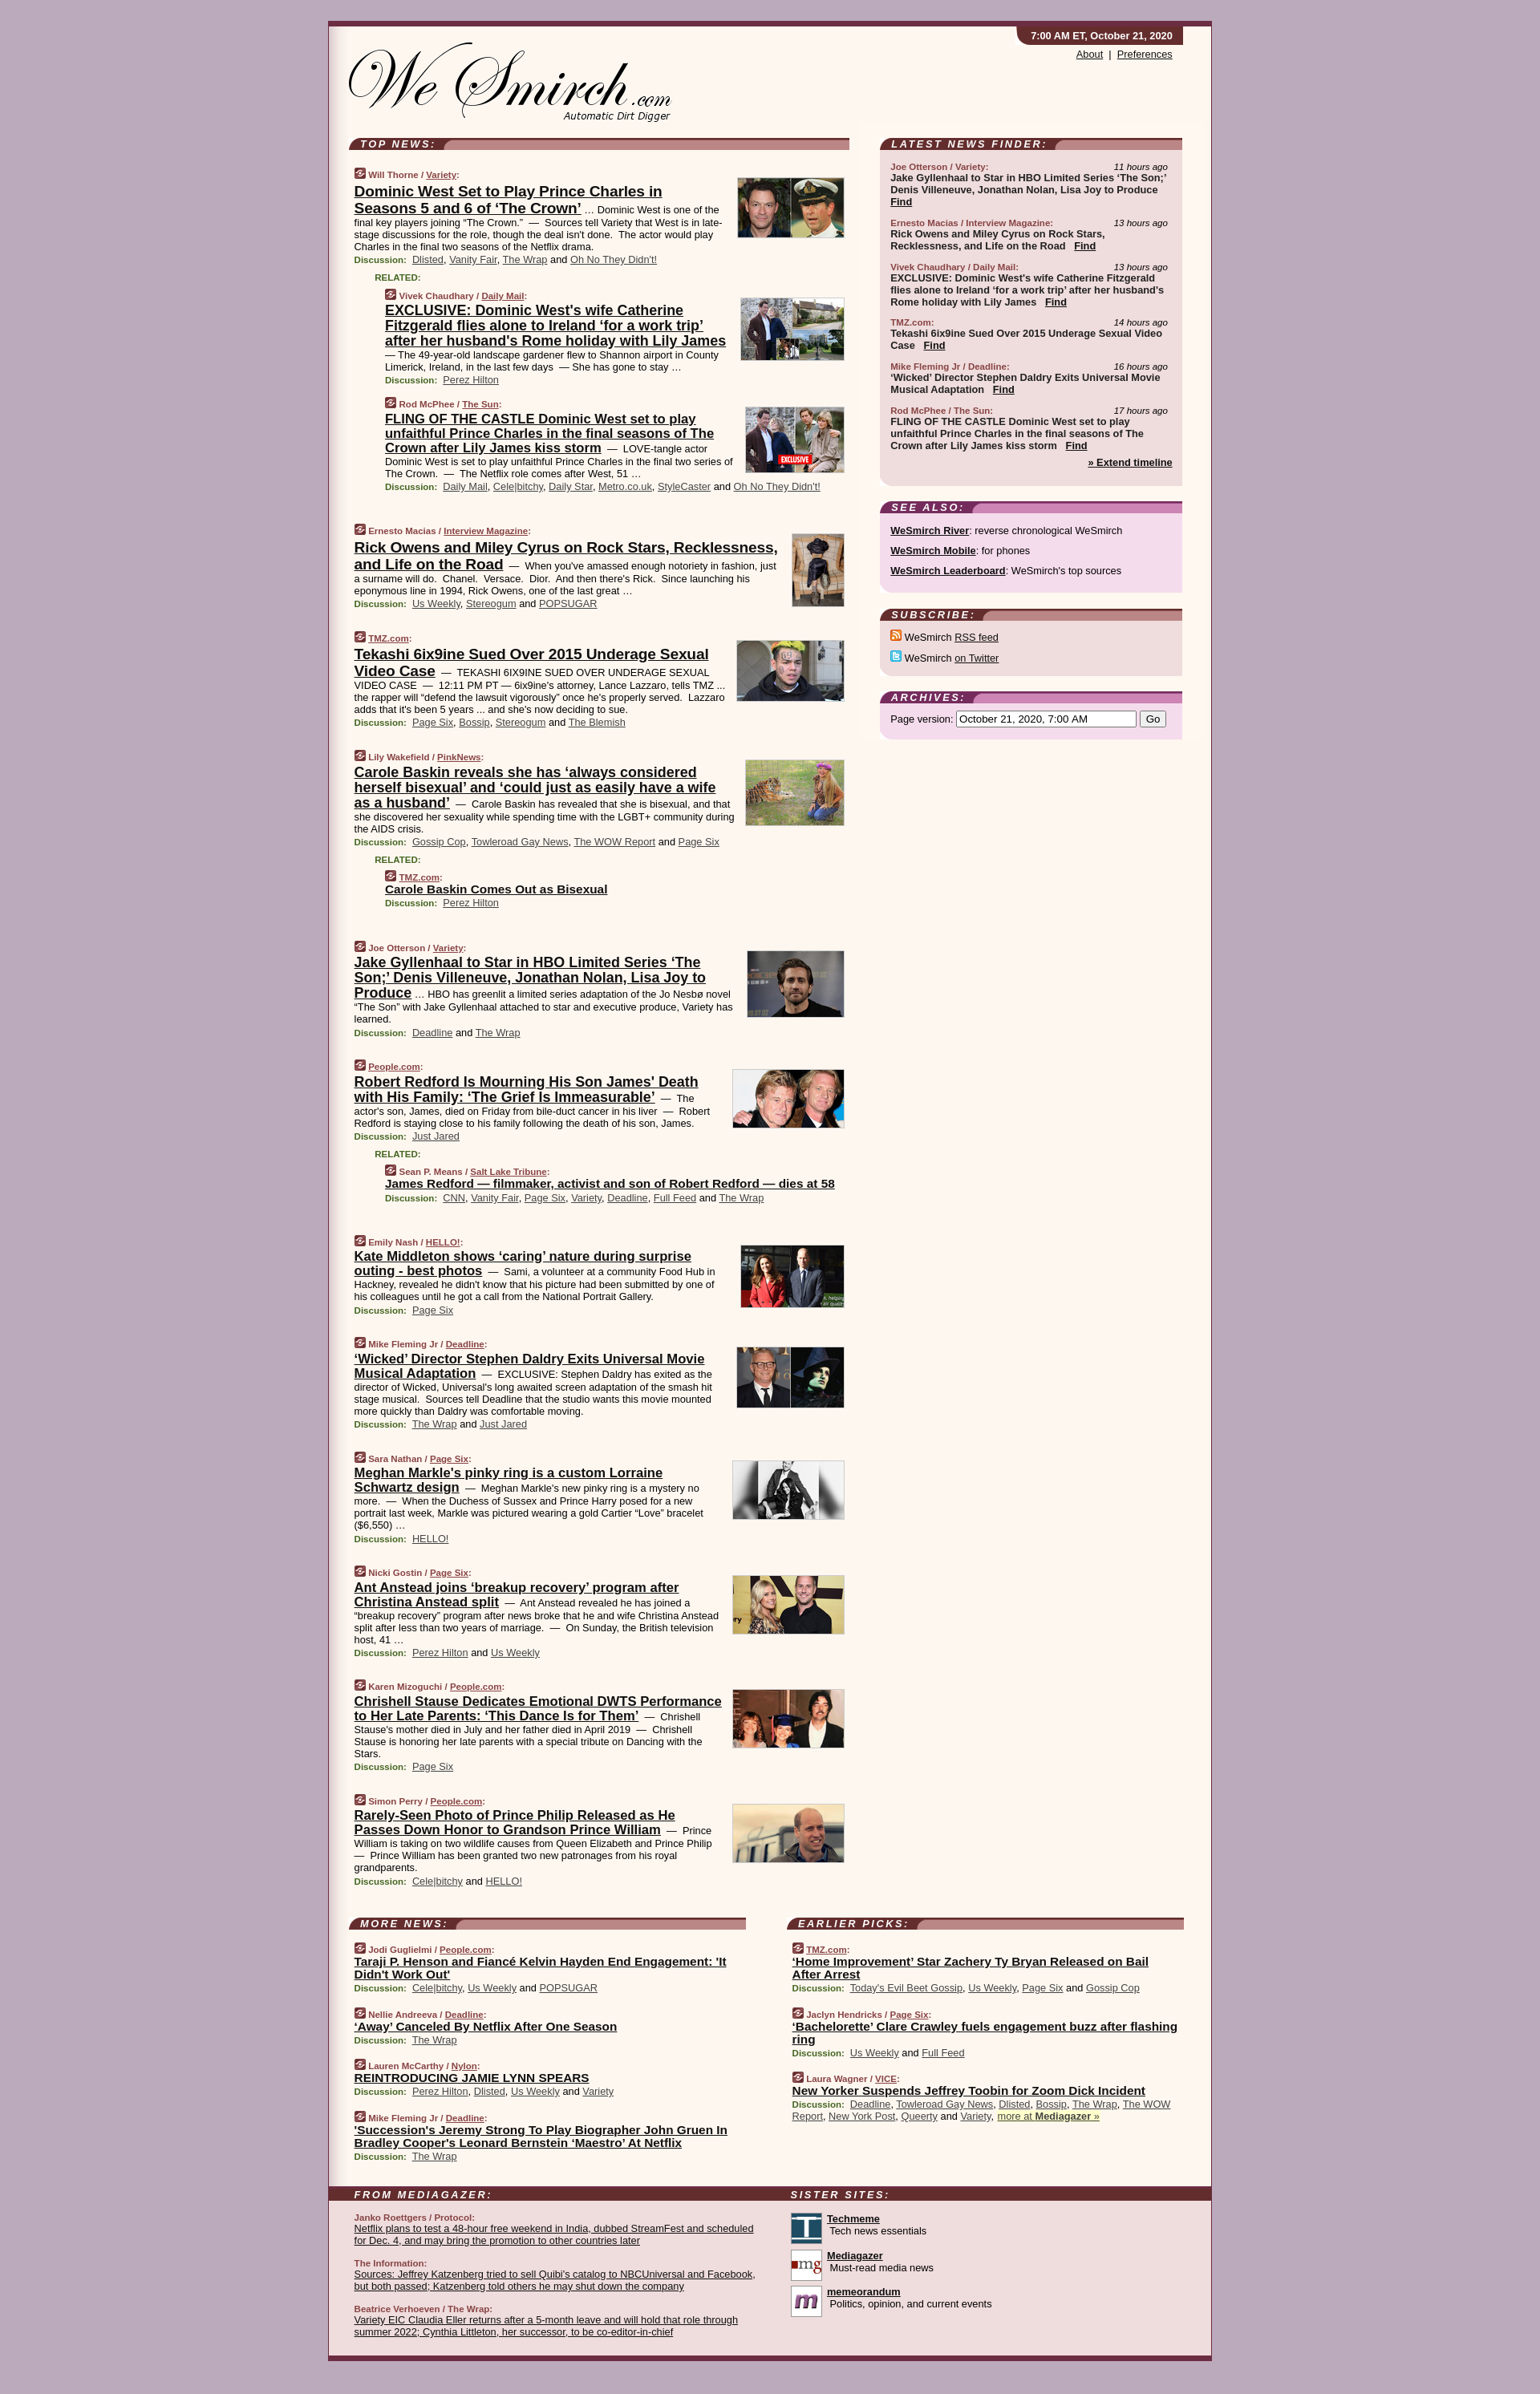 7:00 AM ET, October 21, 2020
About | Preferences
We Smirch.com
Automatic Dirt Digger
TOP NEWS:
Will Thorne / Variety:
Dominic West Set to Play Prince Charles in
Seasons 5 and 6 of ‘The Crown’ … Dominic West is one of the
final key players joining “The Crown.” — Sources tell Variety that West is in late-
stage discussions for the role, though the deal isn't done. The actor would play
Charles in the final two seasons of the Netflix drama.
Discussion: Dlisted, Vanity Fair, The Wrap and Oh No They Didn't!
RELATED:
Vivek Chaudhary / Daily Mail:
EXCLUSIVE: Dominic West's wife Catherine
Fitzgerald flies alone to Ireland ‘for a work trip’
after her husband's Rome holiday with Lily James
— The 49-year-old landscape gardener flew to Shannon airport in County
Limerick, Ireland, in the last few days — She has gone to stay …
Discussion: Perez Hilton
Rod McPhee / The Sun:
FLING OF THE CASTLE Dominic West set to play
unfaithful Prince Charles in the final seasons of The
Crown after Lily James kiss storm — LOVE-tangle actor
Dominic West is set to play unfaithful Prince Charles in the final two series of
The Crown. — The Netflix role comes after West, 51 …
EXCLUSIVE
Discussion: Daily Mail, Cele|bitchy, Daily Star, Metro.co.uk, StyleCaster and Oh No They Didn't!
Ernesto Macias / Interview Magazine:
Rick Owens and Miley Cyrus on Rock Stars, Recklessness,
and Life on the Road — When you've amassed enough notoriety in fashion, just
a surname will do. Chanel. Versace. Dior. And then there's Rick. Since launching his
eponymous line in 1994, Rick Owens, one of the last great …
Discussion: Us Weekly, Stereogum and POPSUGAR
TMZ.com:
Tekashi 6ix9ine Sued Over 2015 Underage Sexual
Video Case — TEKASHI 6IX9INE SUED OVER UNDERAGE SEXUAL
VIDEO CASE — 12:11 PM PT — 6ix9ine's attorney, Lance Lazzaro, tells TMZ ...
the rapper will “defend the lawsuit vigorously” once he's properly served. Lazzaro
adds that it's been 5 years ... and she's now deciding to sue.
Discussion: Page Six, Bossip, Stereogum and The Blemish
Lily Wakefield / PinkNews:
Carole Baskin reveals she has ‘always considered
herself bisexual’ and ‘could just as easily have a wife
as a husband’ — Carole Baskin has revealed that she is bisexual, and that
she discovered her sexuality while spending time with the LGBT+ community during
the AIDS crisis.
Discussion: Gossip Cop, Towleroad Gay News, The WOW Report and Page Six
RELATED:
TMZ.com:
Carole Baskin Comes Out as Bisexual
Discussion: Perez Hilton
Joe Otterson / Variety:
Jake Gyllenhaal to Star in HBO Limited Series ‘The
Son;’ Denis Villeneuve, Jonathan Nolan, Lisa Joy to
Produce … HBO has greenlit a limited series adaptation of the Jo Nesbø novel
“The Son” with Jake Gyllenhaal attached to star and executive produce, Variety has
learned.
Discussion: Deadline and The Wrap
People.com:
Robert Redford Is Mourning His Son James' Death
with His Family: ‘The Grief Is Immeasurable’ — The
actor's son, James, died on Friday from bile-duct cancer in his liver — Robert
Redford is staying close to his family following the death of his son, James.
Discussion: Just Jared
RELATED:
Sean P. Means / Salt Lake Tribune:
James Redford — filmmaker, activist and son of Robert Redford — dies at 58
Discussion: CNN, Vanity Fair, Page Six, Variety, Deadline, Full Feed and The Wrap
Emily Nash / HELLO!:
Kate Middleton shows ‘caring’ nature during surprise
outing - best photos — Sami, a volunteer at a community Food Hub in
Hackney, revealed he didn't know that his picture had been submitted by one of
his colleagues until he got a call from the National Portrait Gallery.
Discussion: Page Six
Mike Fleming Jr / Deadline:
‘Wicked’ Director Stephen Daldry Exits Universal Movie
Musical Adaptation — EXCLUSIVE: Stephen Daldry has exited as the
director of Wicked, Universal's long awaited screen adaptation of the smash hit
stage musical. Sources tell Deadline that the studio wants this movie mounted
more quickly than Daldry was comfortable moving.
Discussion: The Wrap and Just Jared
Sara Nathan / Page Six:
Meghan Markle's pinky ring is a custom Lorraine
Schwartz design — Meghan Markle's new pinky ring is a mystery no
more. — When the Duchess of Sussex and Prince Harry posed for a new
portrait last week, Markle was pictured wearing a gold Cartier “Love” bracelet
($6,550) …
Discussion: HELLO!
Nicki Gostin / Page Six:
Ant Anstead joins ‘breakup recovery’ program after
Christina Anstead split — Ant Anstead revealed he has joined a
“breakup recovery” program after news broke that he and wife Christina Anstead
split after less than two years of marriage. — On Sunday, the British television
host, 41 …
Discussion: Perez Hilton and Us Weekly
Karen Mizoguchi / People.com:
Chrishell Stause Dedicates Emotional DWTS Performance
to Her Late Parents: ‘This Dance Is for Them’ — Chrishell
Stause's mother died in July and her father died in April 2019 — Chrishell
Stause is honoring her late parents with a special tribute on Dancing with the
Stars.
Discussion: Page Six
Simon Perry / People.com:
Rarely-Seen Photo of Prince Philip Released as He
Passes Down Honor to Grandson Prince William — Prince
William is taking on two wildlife causes from Queen Elizabeth and Prince Philip
— Prince William has been granted two new patronages from his royal
grandparents.
Discussion: Cele|bitchy and HELLO!
LATEST NEWS FINDER:
Joe Otterson / Variety: 11 hours ago
Jake Gyllenhaal to Star in HBO Limited Series ‘The Son;’
Denis Villeneuve, Jonathan Nolan, Lisa Joy to Produce
Find
Ernesto Macias / Interview Magazine: 13 hours ago
Rick Owens and Miley Cyrus on Rock Stars,
Recklessness, and Life on the Road Find
Vivek Chaudhary / Daily Mail: 13 hours ago
EXCLUSIVE: Dominic West's wife Catherine Fitzgerald
flies alone to Ireland ‘for a work trip’ after her husband's
Rome holiday with Lily James Find
TMZ.com: 14 hours ago
Tekashi 6ix9ine Sued Over 2015 Underage Sexual Video
Case Find
Mike Fleming Jr / Deadline: 16 hours ago
‘Wicked’ Director Stephen Daldry Exits Universal Movie
Musical Adaptation Find
Rod McPhee / The Sun: 17 hours ago
FLING OF THE CASTLE Dominic West set to play
unfaithful Prince Charles in the final seasons of The
Crown after Lily James kiss storm Find
» Extend timeline
SEE ALSO:
WeSmirch River: reverse chronological WeSmirch
WeSmirch Mobile: for phones
WeSmirch Leaderboard: WeSmirch's top sources
SUBSCRIBE:
WeSmirch RSS feed
WeSmirch on Twitter
ARCHIVES:
Page version: October 21, 2020, 7:00 AM Go
MORE NEWS:
Jodi Guglielmi / People.com:
Taraji P. Henson and Fiancé Kelvin Hayden End Engagement: 'It
Didn't Work Out'
Discussion: Cele|bitchy, Us Weekly and POPSUGAR
Nellie Andreeva / Deadline:
‘Away’ Canceled By Netflix After One Season
Discussion: The Wrap
Lauren McCarthy / Nylon:
REINTRODUCING JAMIE LYNN SPEARS
Discussion: Perez Hilton, Dlisted, Us Weekly and Variety
Mike Fleming Jr / Deadline:
'Succession's Jeremy Strong To Play Biographer John Gruen In
Bradley Cooper's Leonard Bernstein ‘Maestro’ At Netflix
Discussion: The Wrap
EARLIER PICKS:
TMZ.com:
‘Home Improvement’ Star Zachery Ty Bryan Released on Bail
After Arrest
Discussion: Today's Evil Beet Gossip, Us Weekly, Page Six and Gossip Cop
Jaclyn Hendricks / Page Six:
‘Bachelorette’ Clare Crawley fuels engagement buzz after flashing
ring
Discussion: Us Weekly and Full Feed
Laura Wagner / VICE:
New Yorker Suspends Jeffrey Toobin for Zoom Dick Incident
Discussion: Deadline, Towleroad Gay News, Dlisted, Bossip, The Wrap, The WOW
Report, New York Post, Queerty and Variety, more at Mediagazer »
FROM MEDIAGAZER:
Janko Roettgers / Protocol:
Netflix plans to test a 48-hour free weekend in India, dubbed StreamFest and scheduled
for Dec. 4, and may bring the promotion to other countries later
The Information:
Sources: Jeffrey Katzenberg tried to sell Quibi's catalog to NBCUniversal and Facebook,
but both passed; Katzenberg told others he may shut down the company
Beatrice Verhoeven / The Wrap:
Variety EIC Claudia Eller returns after a 5-month leave and will hold that role through
summer 2022; Cynthia Littleton, her successor, to be co-editor-in-chief
SISTER SITES:
T
Techmeme
Tech news essentials
mg
Mediagazer
Must-read media news
m
memeorandum
Politics, opinion, and current events